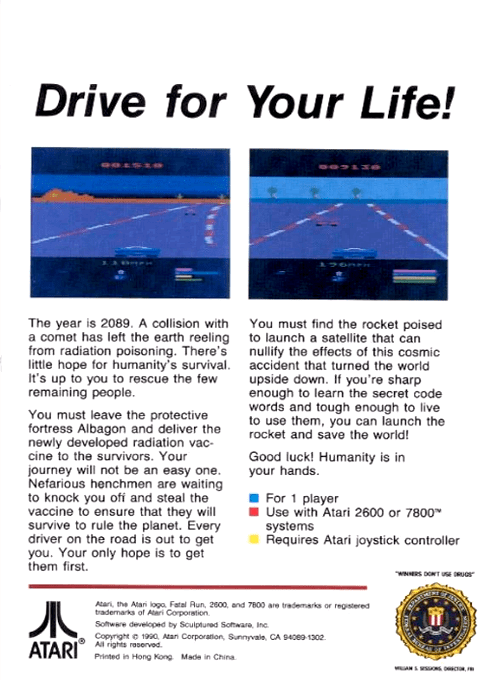 Drive for Your Life!
001510
009130
110MPH
196MPH
The year is 2089. A collision with
a comet has left the earth reeling
from radiation poisoning. There's
little hope for humanity's survival.
It's up to you to rescue the few
remaining people.
You must leave the protective
fortress Albagon and deliver the
newly developed radiation vac-
cine to the survivors. Your
journey will not be an easy one.
Nefarious henchmen are waiting
to knock you off and steal the
vaccine to ensure that they will
survive to rule the planet. Every
driver on the road is out to get
you. Your only hope is to get
them first.
You must find the rocket poised
to launch a satellite that can
nullify the effects of this cosmic
accident that turned the world
upside down. If you're sharp
enough to learn the secret code
words and tough enough to live
to use them, you can launch the
rocket and save the world!
Good luck! Humanity is in
your hands.
For 1 player
Use with Atari 2600 or 7800™
systems
Requires Atari joystick controller
ATARI®
Atari, the Atari logo, Fatal Run, 2600, and 7800 are trademarks or registered
trademarks of Atari Corporation.
Software developed by Sculptured Software, Inc.
Copyright © 1990, Atari Corporation, Sunnyvale, CA 94089-1302.
All rights reserved.
Printed in Hong Kong. Made in China.
"WINNERS DON'T USE DRUGS"
DEPARTMENT OF JUSTICE
FEDERAL BUREAU OF INVESTIGATION
WILLIAM S. SESSIONS, DIRECTOR, FBI